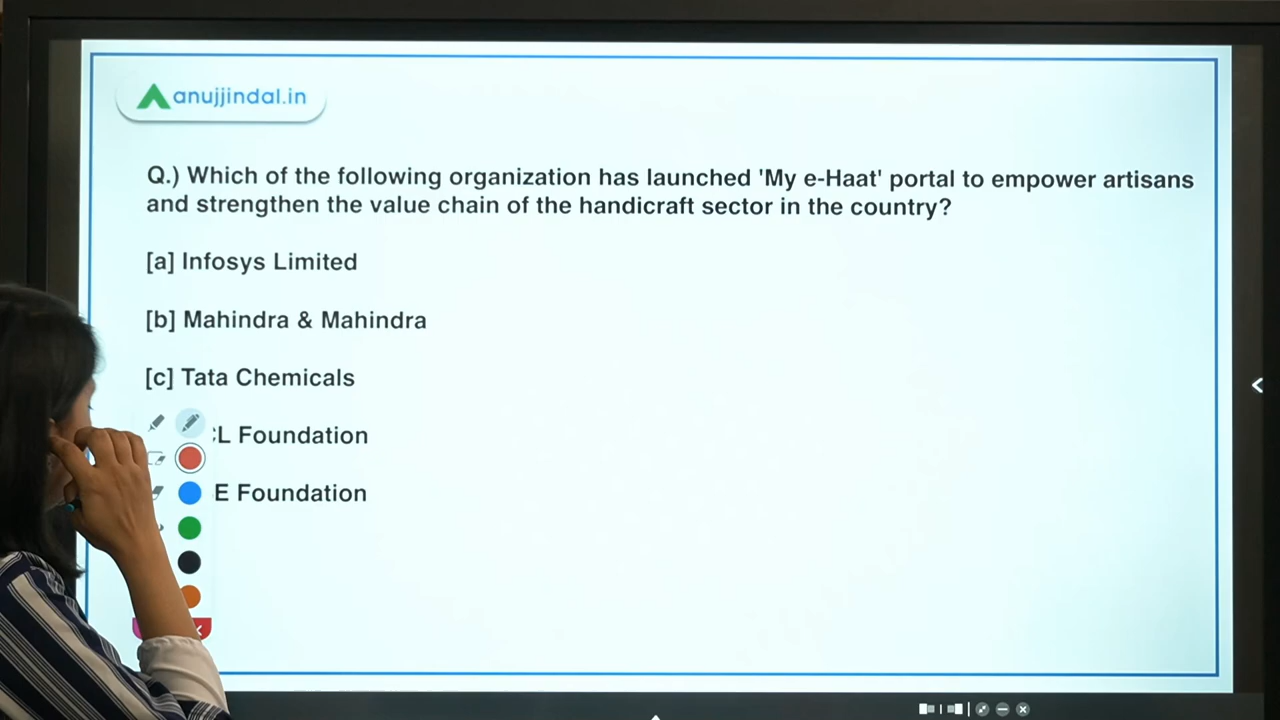 anujjindal.in
Q.) Which of the following organization has launched 'My e-Haat' portal to empower artisans
and strengthen the value chain of the handicraft sector in the country?
[a] Infosys Limited
[b] Mahindra & Mahindra
[c] Tata Chemicals
Foundation
Foundation